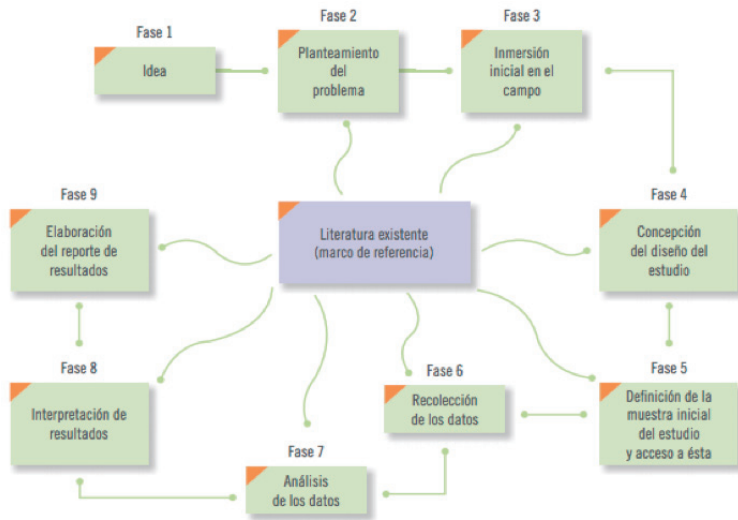 Fase 1
Idea
Fase 2
Planteamiento
del
problema
Fase 3
Inmersión
inicial en el
campo
Fase 4
Concepción
del diseño del
estudio
Fase 5
Definición de la
muestra inicial
del estudio
y acceso a ésta
Fase 6
Recolección
de los datos
Fase 7
Análisis
de los datos
Fase 8
Interpretación de
resultados
Fase 9
Elaboración
del reporte de
resultados
Literatura existente
(marco de referencia)